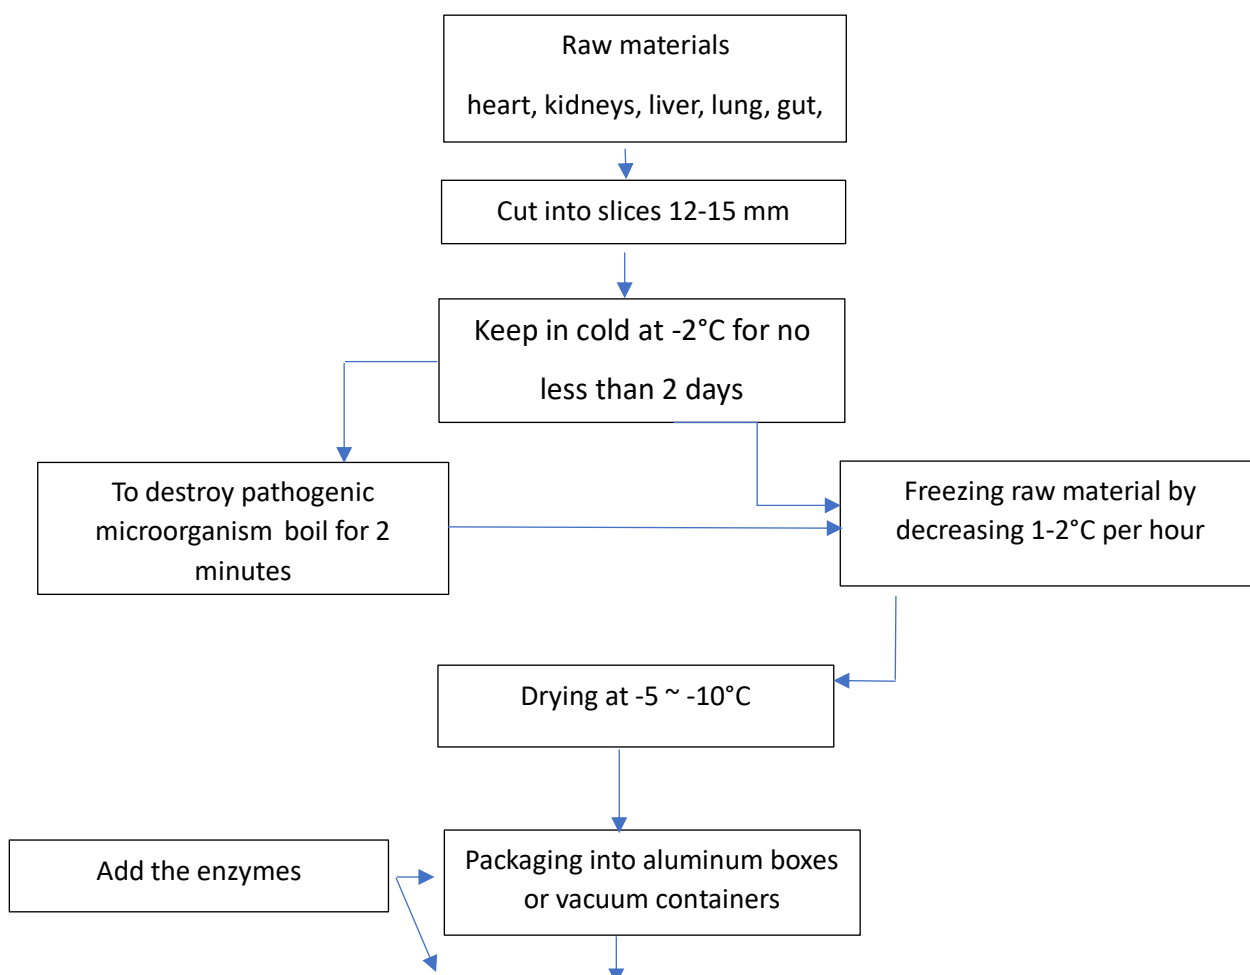 Raw materials
heart, kidneys, liver, lung, gut,
Cut into slices 12-15 mm
Keep in cold at -2°C for no
less than 2 days
To destroy pathogenic
microorganism boil for 2
minutes
Freezing raw material by
decreasing 1-2°C per hour
Drying at -5 ~ -10°C
Add the enzymes
Packaging into aluminum boxes
or vacuum containers